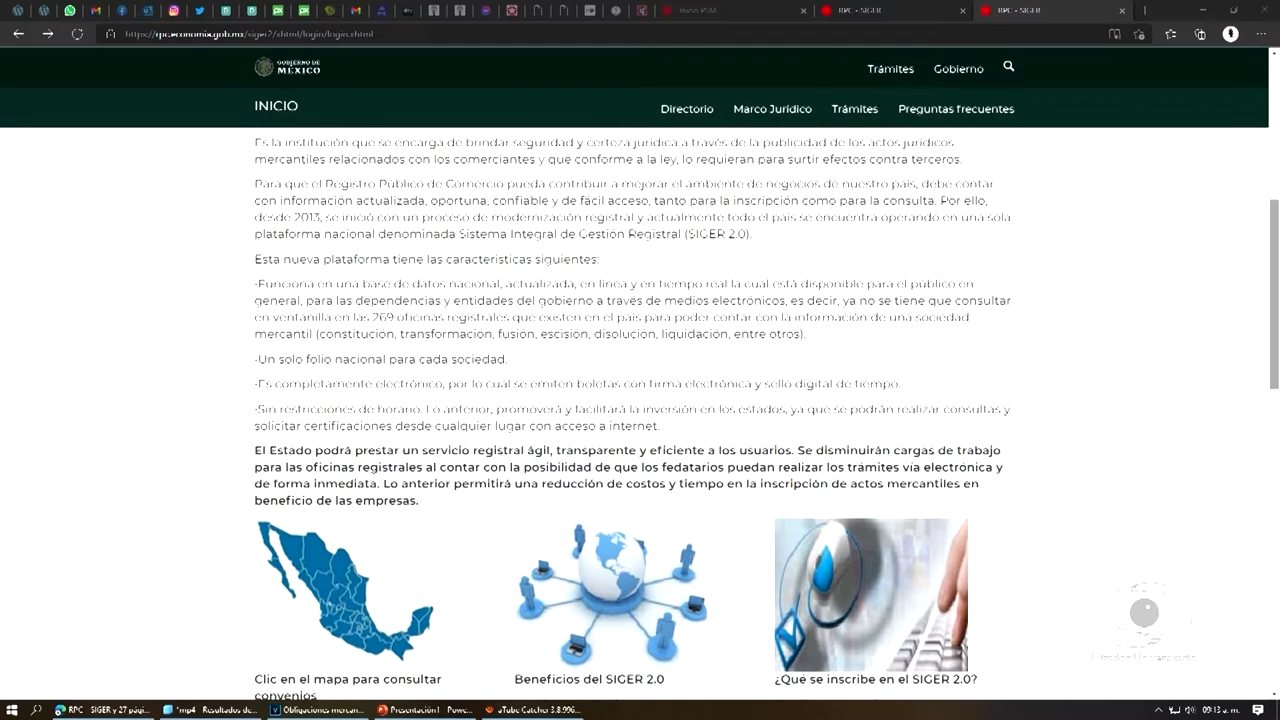 RPC - SIGER
RPC - SIGER
https://rpc.economia.gob.mx/siger2/xhtml/login/login.xhtml
GOBIERNO DE
MÉXICO
Trámites
Gobierno
INICIO
Directorio
Marco Jurídico
Trámites
Preguntas frecuentes
Es la institución que se encarga de brindar seguridad y certeza jurídica a través de la publicidad de los actos jurídicos
mercantiles relacionados con los comerciantes y que conforme a la ley, lo requieran para surtir efectos contra terceros.
Para que el Registro Público de Comercio pueda contribuir a mejorar el ambiente de negocios de nuestro país, debe contar
con información actualizada, oportuna, confiable y de fácil acceso, tanto para la inscripción como para la consulta. Por ello,
desde 2013, se inició con un proceso de modernización registral y actualmente todo el país se encuentra operando en una sola
plataforma nacional denominada Sistema Integral de Gestión Registral (SIGER 2.0).
Esta nueva plataforma tiene las características siguientes:
-Funciona en una base de datos nacional, actualizada, en línea y en tiempo real la cual está disponible para el público en
general, para las dependencias y entidades del gobierno a través de medios electrónicos, es decir, ya no se tiene que consultar
en ventanilla en las 269 oficinas registrales que existen en el país para poder contar con la información de una sociedad
mercantil (constitución, transformación, fusión, escisión, disolución, liquidación, entre otros).
-Un solo folio nacional para cada sociedad.
-Es completamente electrónico, por lo cual se emiten boletas con firma electrónica y sello digital de tiempo.
-Sin restricciones de horario. Lo anterior, promoverá y facilitará la inversión en los estados, ya que se podrán realizar consultas y
solicitar certificaciones desde cualquier lugar con acceso a internet.
El Estado podrá prestar un servicio registral ágil, transparente y eficiente a los usuarios. Se disminuirán cargas de trabajo
para las oficinas registrales al contar con la posibilidad de que los fedatarios puedan realizar los trámites vía electrónica y
de forma inmediata. Lo anterior permitirá una reducción de costos y tiempo en la inscripción de actos mercantiles en
beneficio de las empresas.
Clic en el mapa para consultar
convenios
Beneficios del SIGER 2.0
¿Qué se inscribe en el SIGER 2.0?
RPC - SIGER y 27 pági...
*mp4 - Resultados de...
Obligaciones mercan...
Presentación1 - Powe...
aTube Catcher 3.8.996...
09:13 a. m.